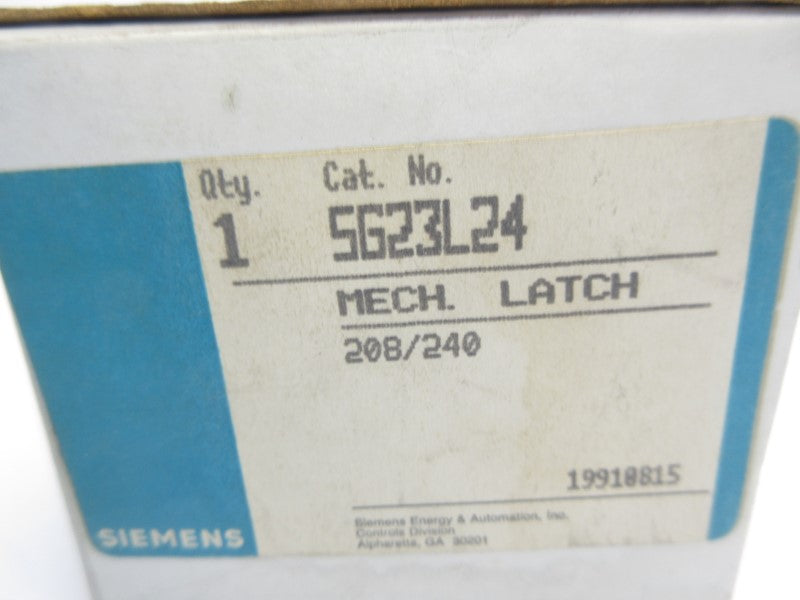 Qty. Cat. No.
1 SG23L24
MECH. LATCH
208/240
19910815
Siemens Energy & Automation, Inc.
Controls Division
Alpharetta, GA 30201
SIEMENS